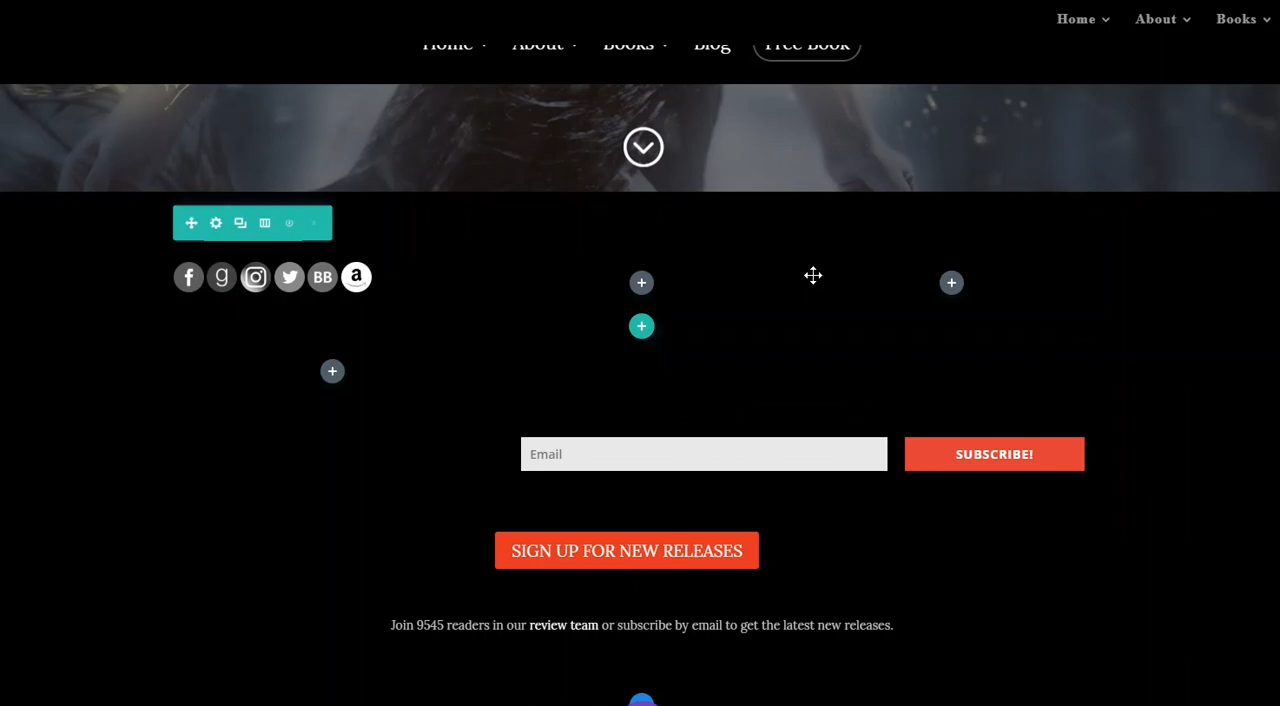 Home About Books
Home About Books Blog Free Book
f g BB a
Email SUBSCRIBE!
SIGN UP FOR NEW RELEASES
Join 9545 readers in our review team or subscribe by email to get the latest new releases.